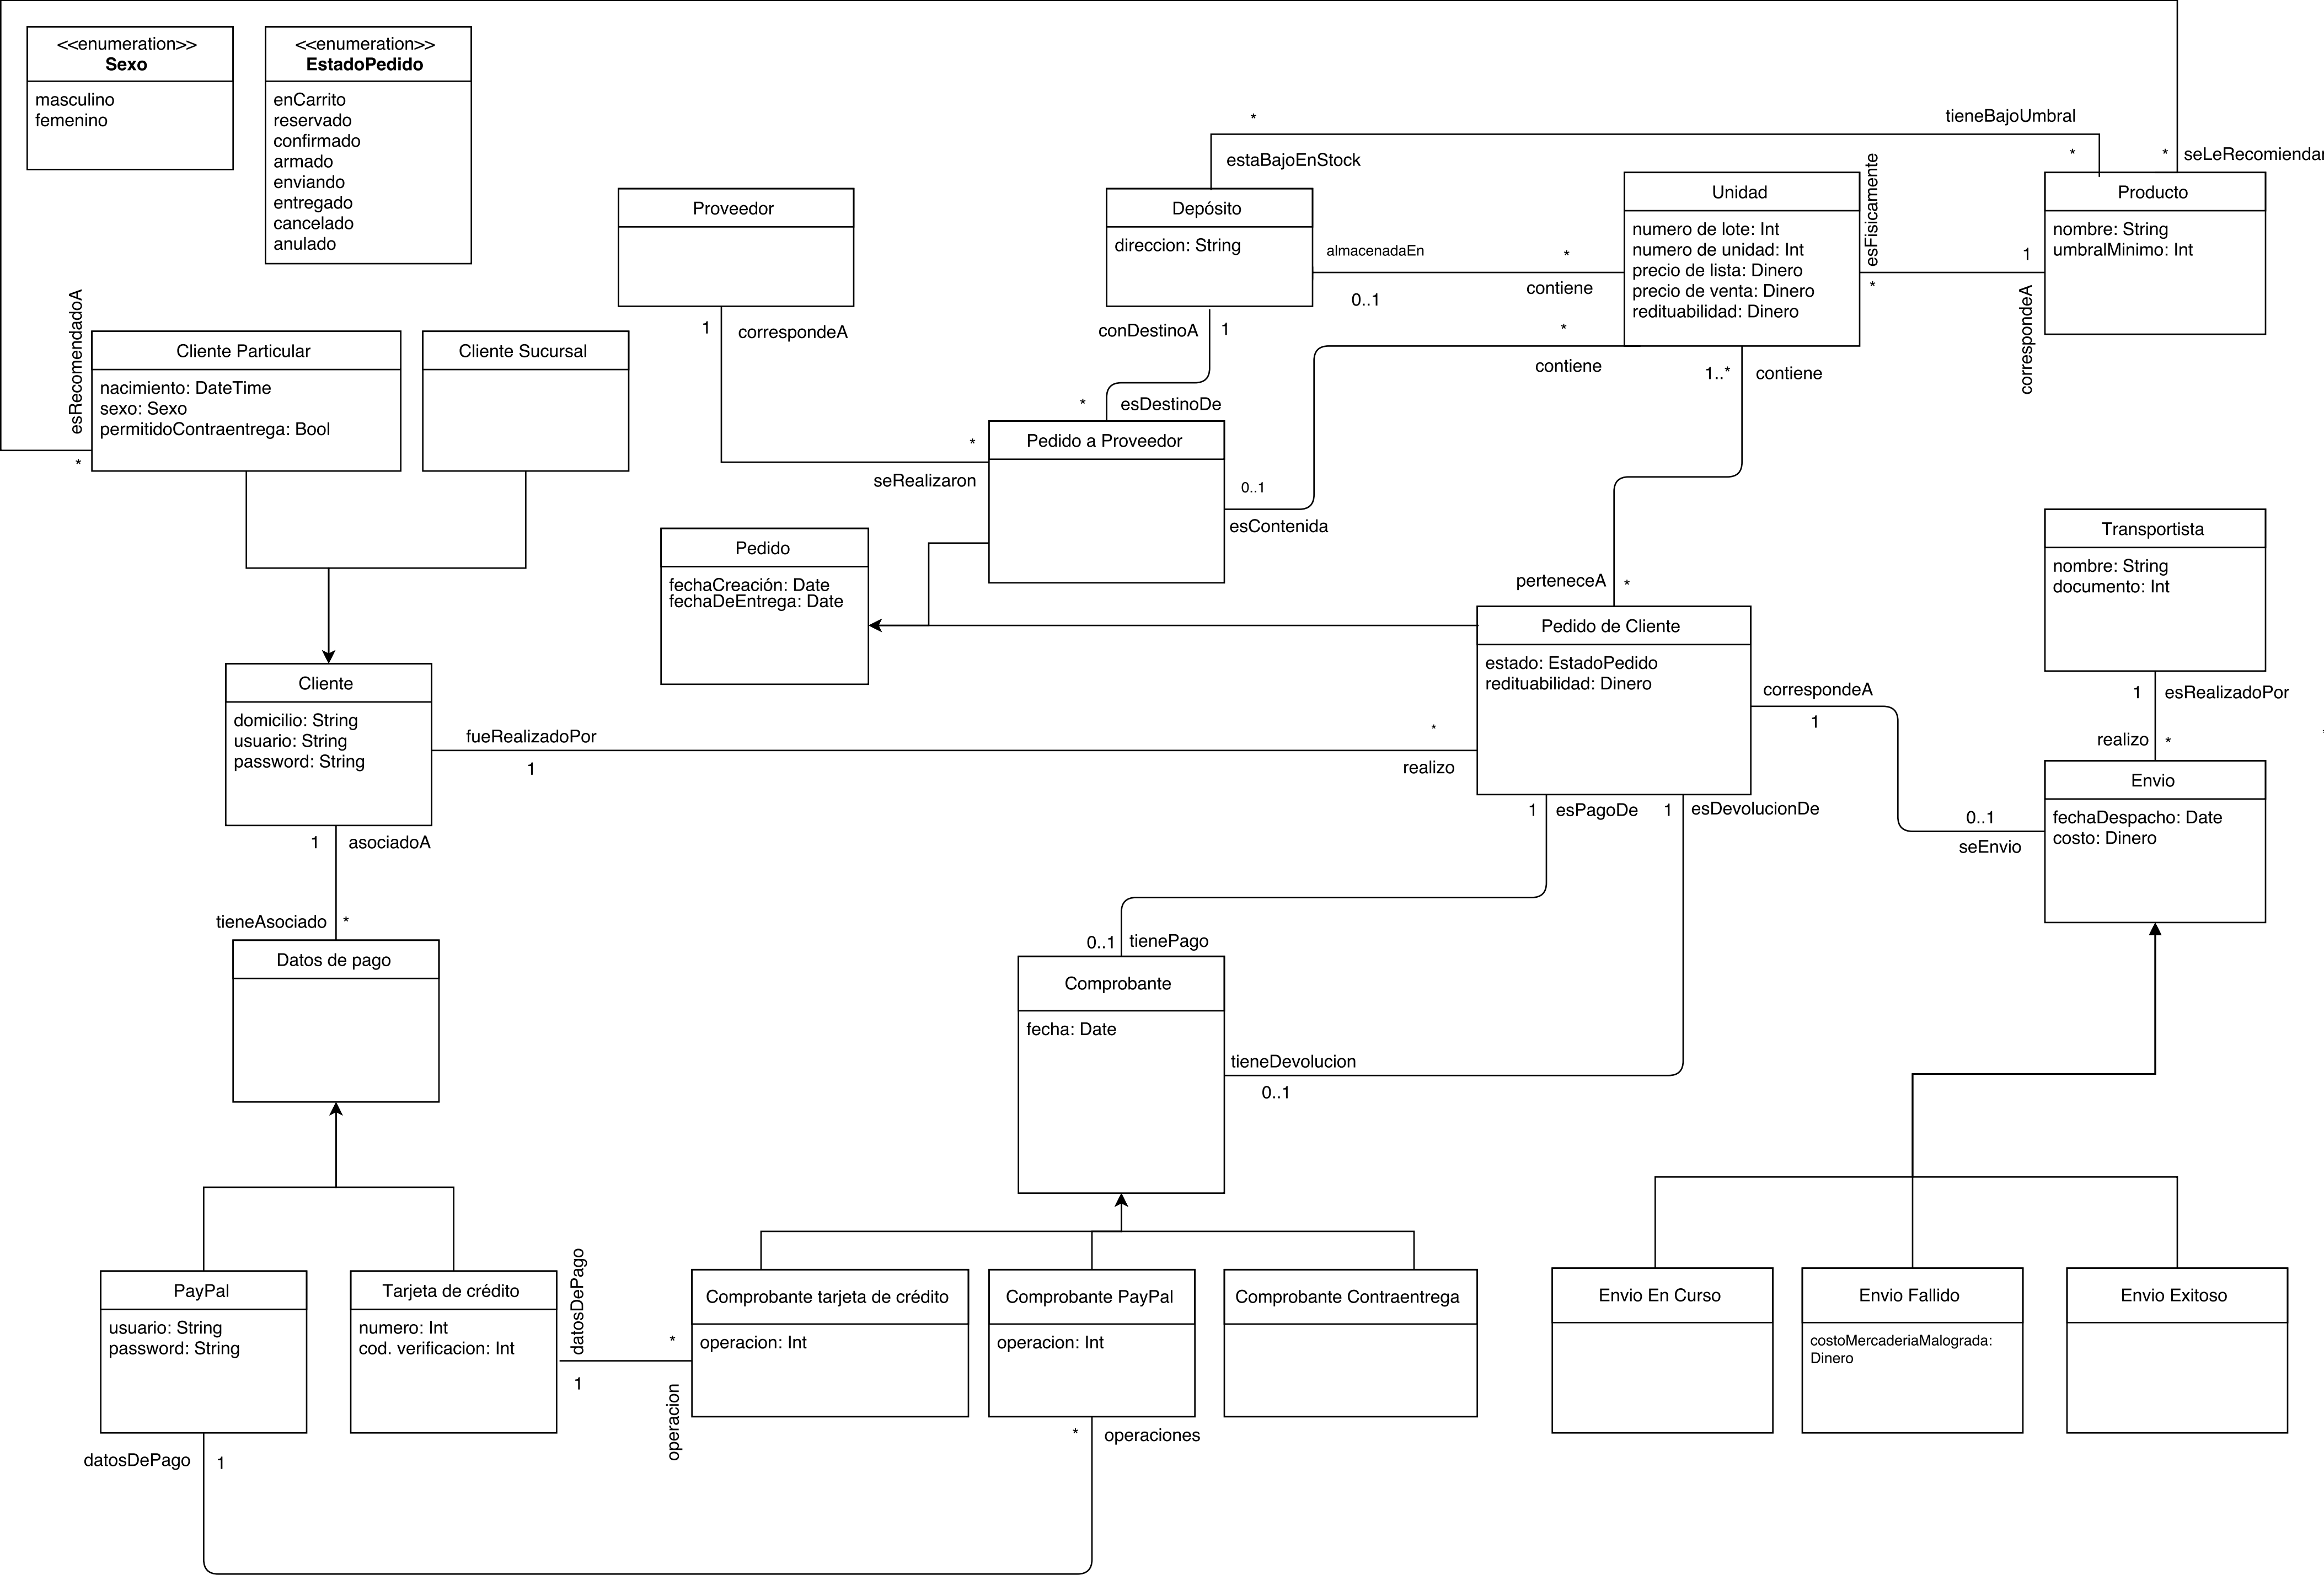 <<enumeration>>
Sexo
masculino
femenino
<<enumeration>>
EstadoPedido
enCarrito
reservado
confirmado
armado
enviando
entregado
cancelado
anulado
*
tieneBajoUmbral
estaBajoEnStock
*
*
seLeRecomiendan
Proveedor
Depósito
direccion: String
Unidad
numero de lote: Int
numero de unidad: Int
precio de lista: Dinero
precio de venta: Dinero
redituabilidad: Dinero
esFisicamente
*
1
correspondeA
Producto
nombre: String
umbralMinimo: Int
almacenadaEn
*
0..1
contiene
1
correspondeA
conDestinoA
1
*
contiene
1..*
contiene
esRecomendadoA
*
Cliente Particular
nacimiento: DateTime
sexo: Sexo
permitidoContraentrega: Bool
Cliente Sucursal
*
esDestinoDe
Pedido a Proveedor
*
seRealizaron
0..1
esContenida
Pedido
fechaCreación: Date
fechaDeEntrega: Date
perteneceA
*
Transportista
nombre: String
documento: Int
Pedido de Cliente
estado: EstadoPedido
redituabilidad: Dinero
Cliente
domicilio: String
usuario: String
password: String
fueRealizadoPor
1
*
realizo
correspondeA
1
1
esRealizadoPor
realizo
*
*
Envio
fechaDespacho: Date
costo: Dinero
0..1
seEnvio
1
asociadoA
1
esPagoDe
1
esDevolucionDe
tieneAsociado
*
0..1
tienePago
Datos de pago
Comprobante
fecha: Date
tieneDevolucion
0..1
PayPal
usuario: String
password: String
Tarjeta de crédito
numero: Int
cod. verificacion: Int
datosDePago
1
*
operacion
Comprobante tarjeta de crédito
operacion: Int
Comprobante PayPal
operacion: Int
Comprobante Contraentrega
Envio En Curso
Envio Fallido
costoMercaderiaMalograda:
Dinero
Envio Exitoso
datosDePago
1
*
operaciones